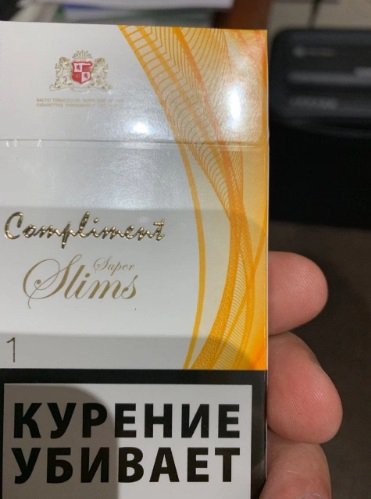 Compliment
Super
Slims
1
КУРЕНИЕ
УБИВАЕТ